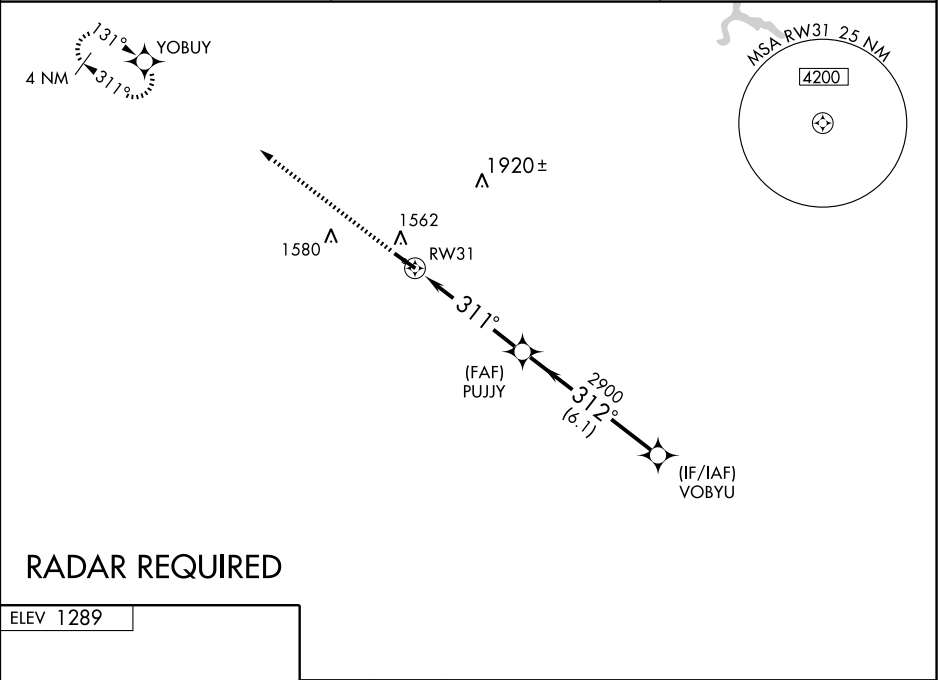 131°
YOBUY
4 NM
311°
MSA RW31 25 NM
4200
1920±
1562
1580
RW31
311°
(FAF)
PUJJY
2900
312°
(6.1)
(IF/IAF)
VOBYU
RADAR REQUIRED
ELEV 1289